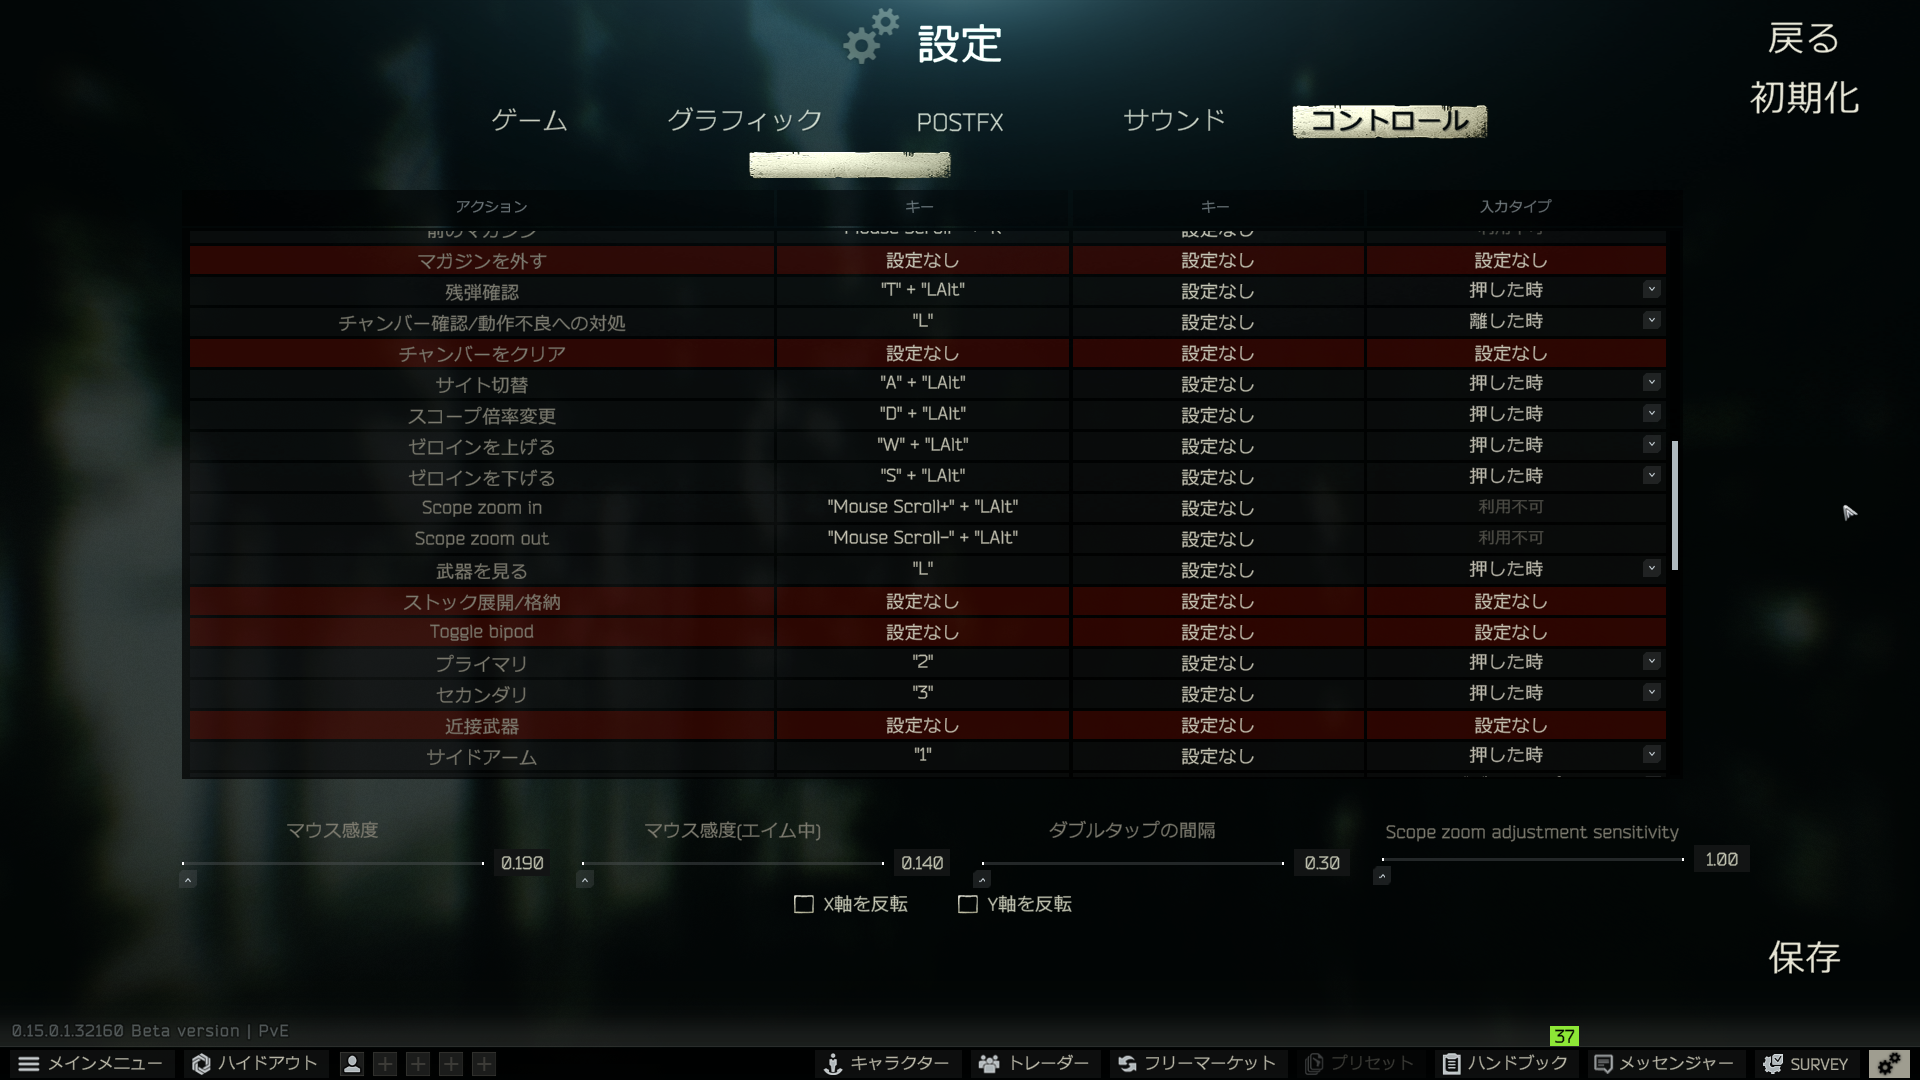 設定
戻る
初期化
ゲーム グラフィック POSTFX サウンド コントロール
アクション キー キー 入力タイプ
前のマガジン 設定なし 利用不可
マガジンを外す 設定なし 設定なし 設定なし
残弾確認 "T" + "LAlt" 設定なし 押した時
チャンバー確認/動作不良への対処 "L" 設定なし 離した時
チャンバーをクリア 設定なし 設定なし 設定なし
サイト切替 "A" + "LAlt" 設定なし 押した時
スコープ倍率変更 "D" + "LAlt" 設定なし 押した時
ゼロインを上げる "W" + "LAlt" 設定なし 押した時
ゼロインを下げる "S" + "LAlt" 設定なし 押した時
Scope zoom in "Mouse Scroll+" + "LAlt" 設定なし 利用不可
Scope zoom out "Mouse Scroll-" + "LAlt" 設定なし 利用不可
武器を見る "L" 設定なし 押した時
ストック展開/格納 設定なし 設定なし 設定なし
Toggle bipod 設定なし 設定なし 設定なし
プライマリ "2" 設定なし 押した時
セカンダリ "3" 設定なし 押した時
近接武器 設定なし 設定なし 設定なし
サイドアーム "1" 設定なし 押した時
マウス感度 マウス感度(エイム中) ダブルタップの間隔 Scope zoom adjustment sensitivity
0.190 0.140 0.30 1.00
X軸を反転 Y軸を反転
保存
0.15.0.1.32160 Beta version | PvE
37
メインメニュー ハイドアウト キャラクター トレーダー フリーマーケット プリセット ハンドブック メッセンジャー SURVEY